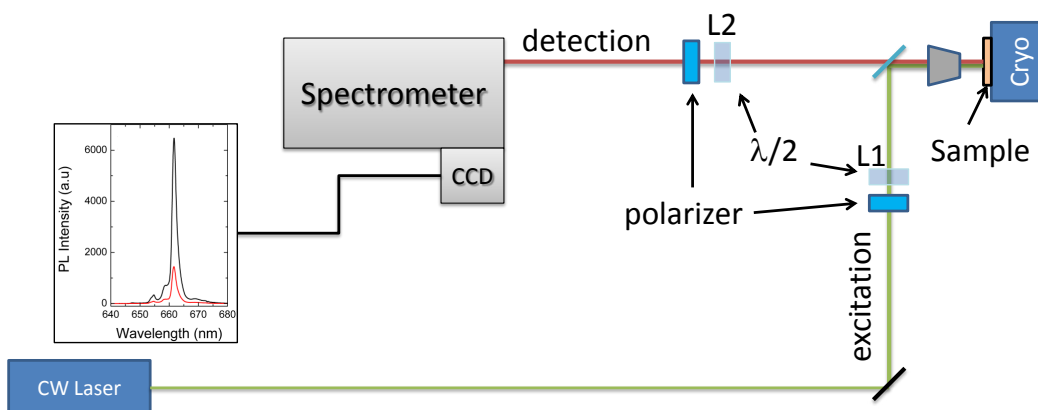 L2
detection
Cryo
Spectrometer
λ/2
L1
Sample
CCD
polarizer
PL Intensity (a.u)
6000
4000
2000
0
640 650 660 670 680
Wavelength (nm)
excitation
CW Laser